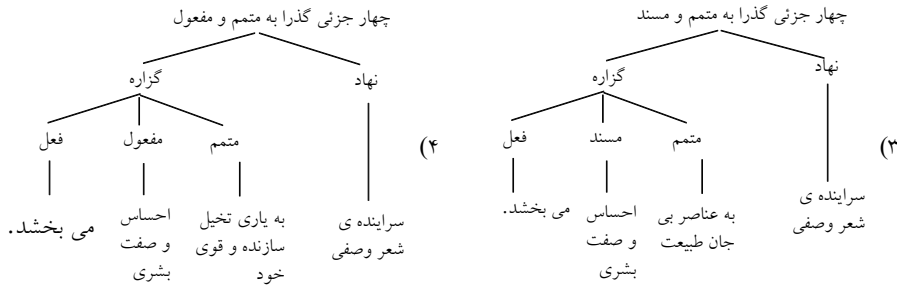 چهار جزئی گذرا به متمم و مسند
نهاد
گزاره
متمم
مسند
فعل
۳)
سراینده ی
شعر وصفی
به عناصر بی
جان طبیعت
احساس
و صفت
بشری
می بخشد.
چهار جزئی گذرا به متمم و مفعول
نهاد
گزاره
متمم
مفعول
فعل
۴)
سراینده ی
شعر وصفی
به یاری تخیل
سازنده و قوی
خود
احساس
و صفت
بشری
می بخشد.